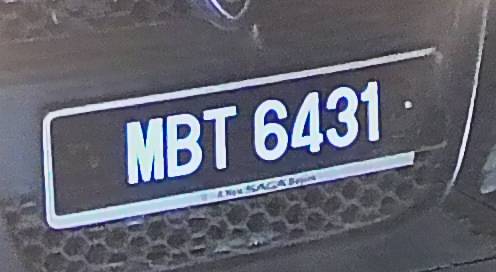 MBT 6431
A New SAGA Begins